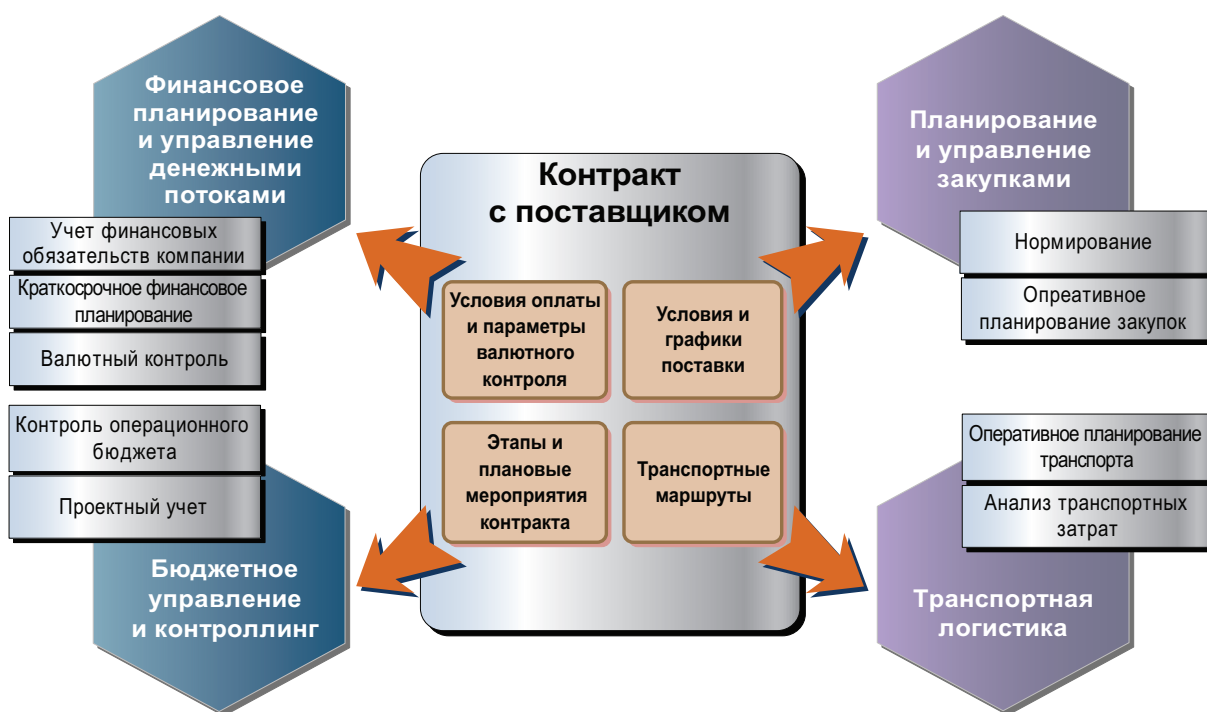 Финансовое
планирование
и управление
денежными
потоками
Учет финансовых
обязательств компании
Краткосрочное финансовое
планирование
Валютный контроль
Контроль операционного
бюджета
Проектный учет
Бюджетное
управление
и контроллинг
Контракт
с поставщиком
Условия оплаты
и параметры
валютного
контроля
Условия и
графики
поставки
Этапы и
плановые
мероприятия
контракта
Транспортные
маршруты
Планирование
и управление
закупками
Нормирование
Опреативное
планирование закупок
Оперативное планирование
транспорта
Анализ транспортных
затрат
Транспортная
логистика